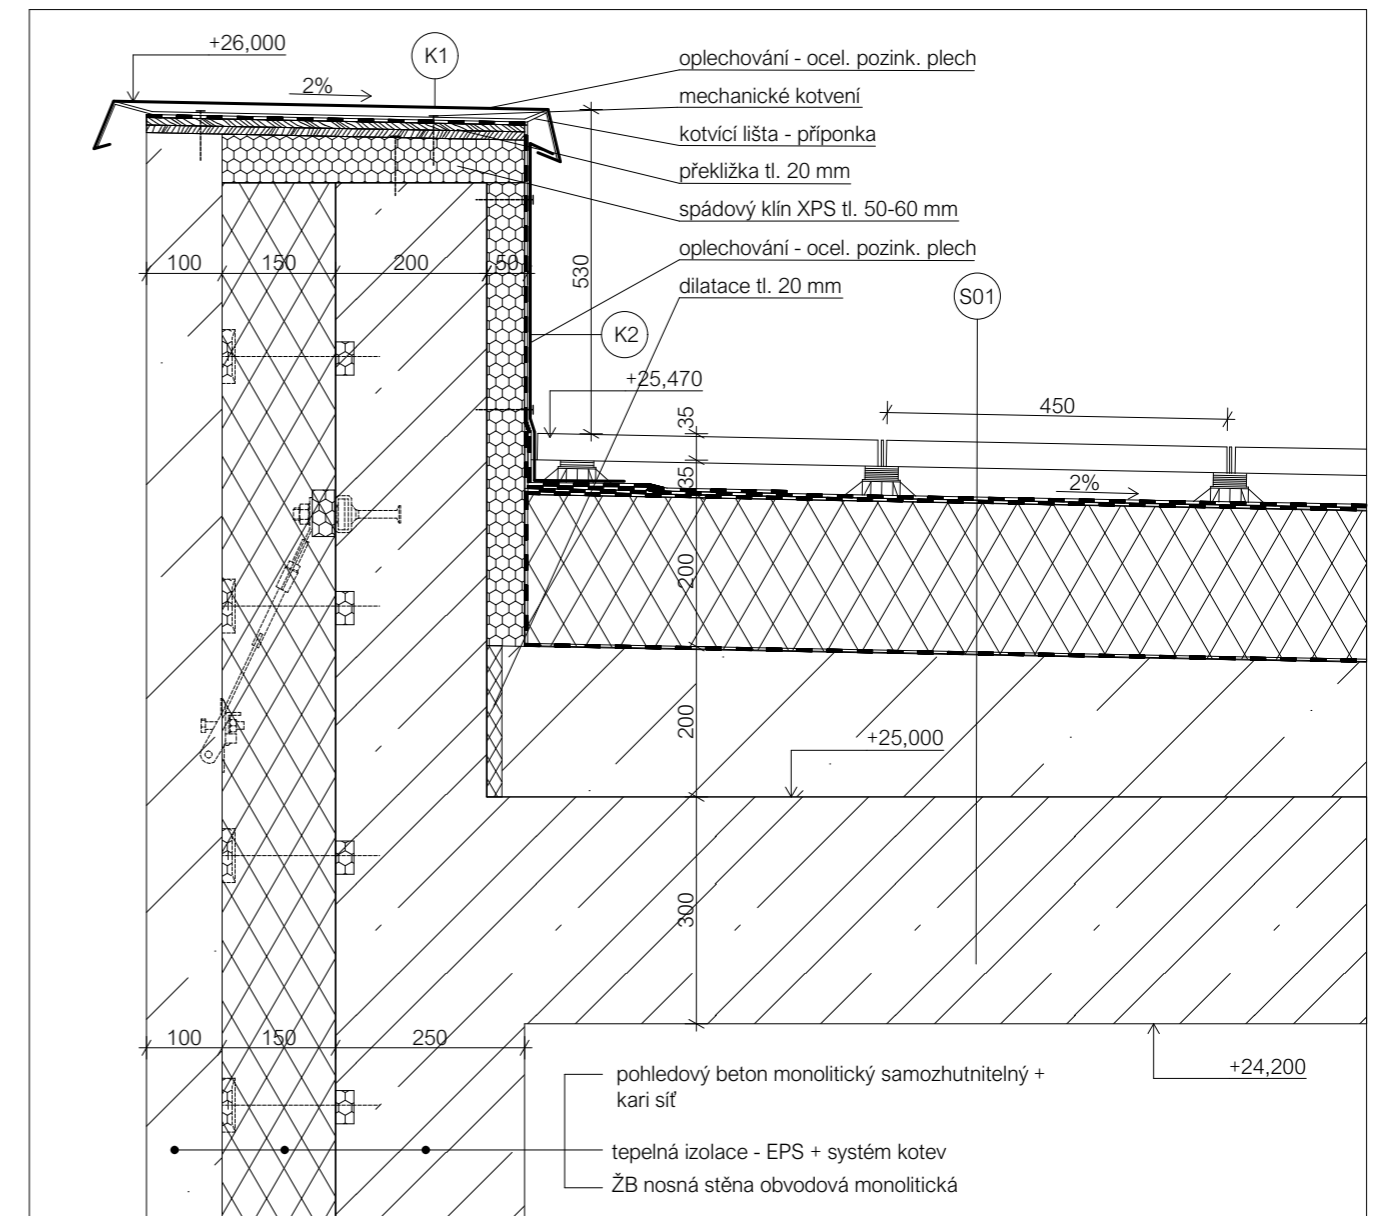 +26,000
K1
2%
oplechování - ocel. pozink. plech
mechanické kotvení
kotvící lišta - příponka
překližka tl. 20 mm
spádový klín XPS tl. 50-60 mm
oplechování - ocel. pozink. plech
dilatace tl. 20 mm
100
150
200
50
530
S01
K2
+25,470
450
35
35
2%
200
200
+25,000
300
100
150
250
+24,200
pohledový beton monolitický samozhutnitelný +
kari síť
tepelná izolace - EPS + systém kotev
ŽB nosná stěna obvodová monolitická